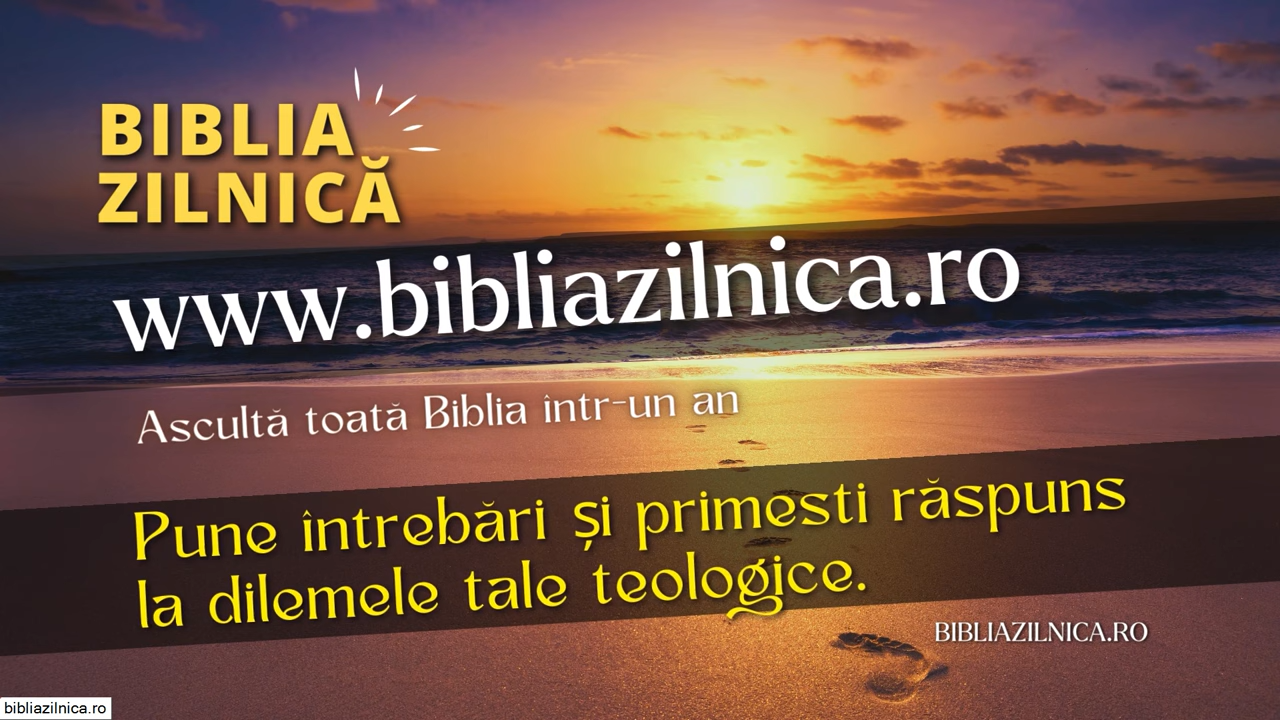 BIBLIA
ZILNICĂ
www.bibliazilnica.ro
Ascultă toată Biblia într-un an
Pune întrebări și primesti răspuns
la dilemele tale teologice.
BIBLIAZILNICA.RO
bibliazilnica.ro